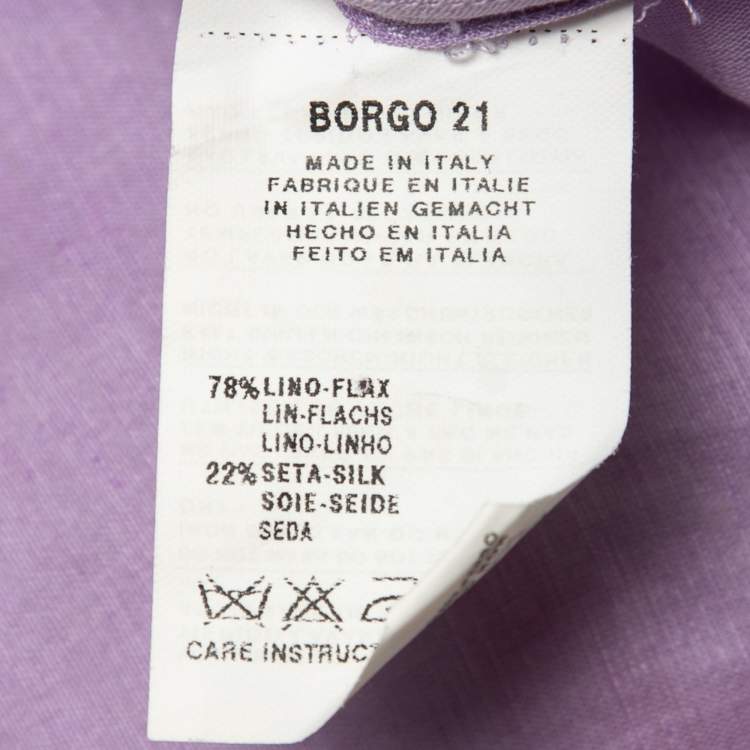 BORGO 21
MADE IN ITALY
FABRIQUE EN ITALIE
IN ITALIEN GEMACHT
HECHO EN ITALIA
FEITO EM ITALIA
78% LINO-FLAX
LIN-FLACHS
LINO-LINHO
22% SETA-SILK
SOIE-SEIDE
SEDA
CARE